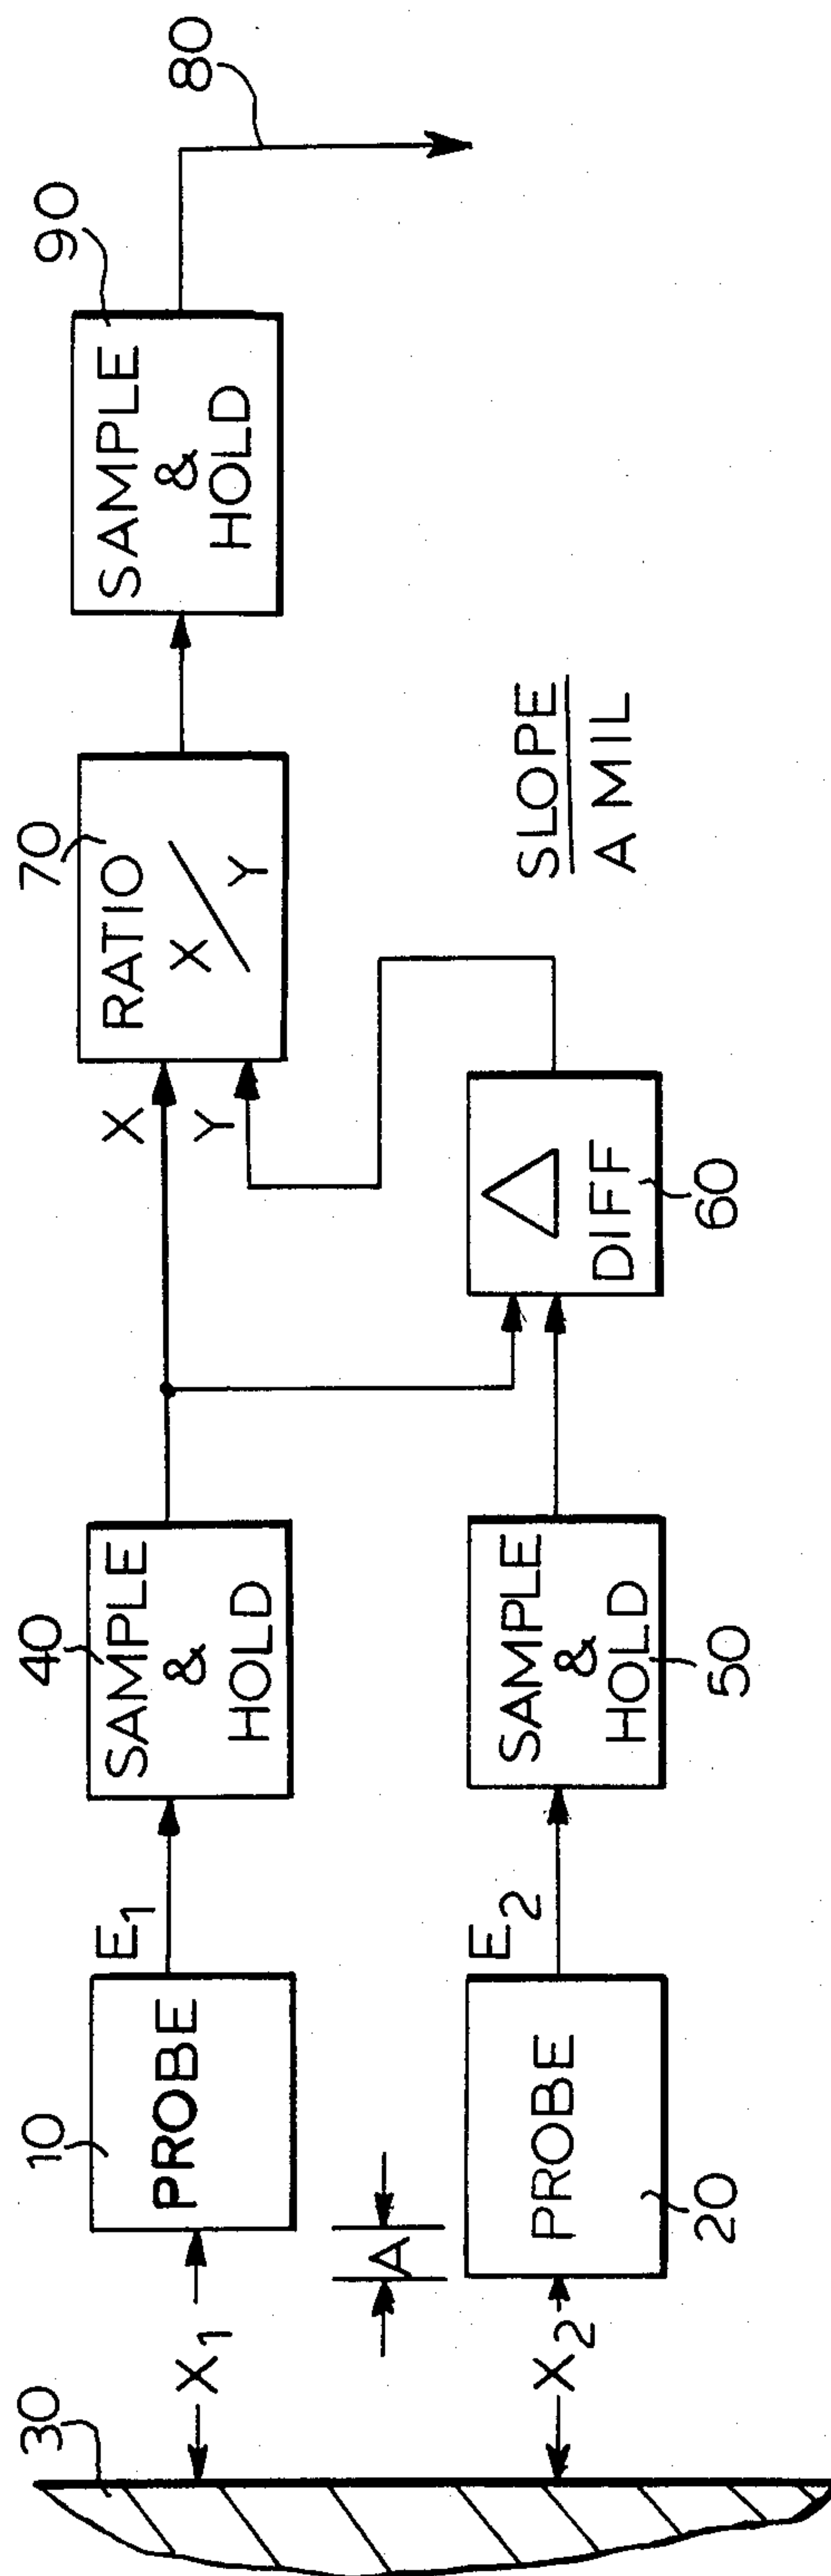 30
X1
X2
A
10
PROBE
20
PROBE
E1
E2
40
SAMPLE
&
HOLD
50
SAMPLE
&
HOLD
60
DIFF
X
Y
70
RATIO
X/Y
SLOPE
A MIL
90
SAMPLE
&
HOLD
80